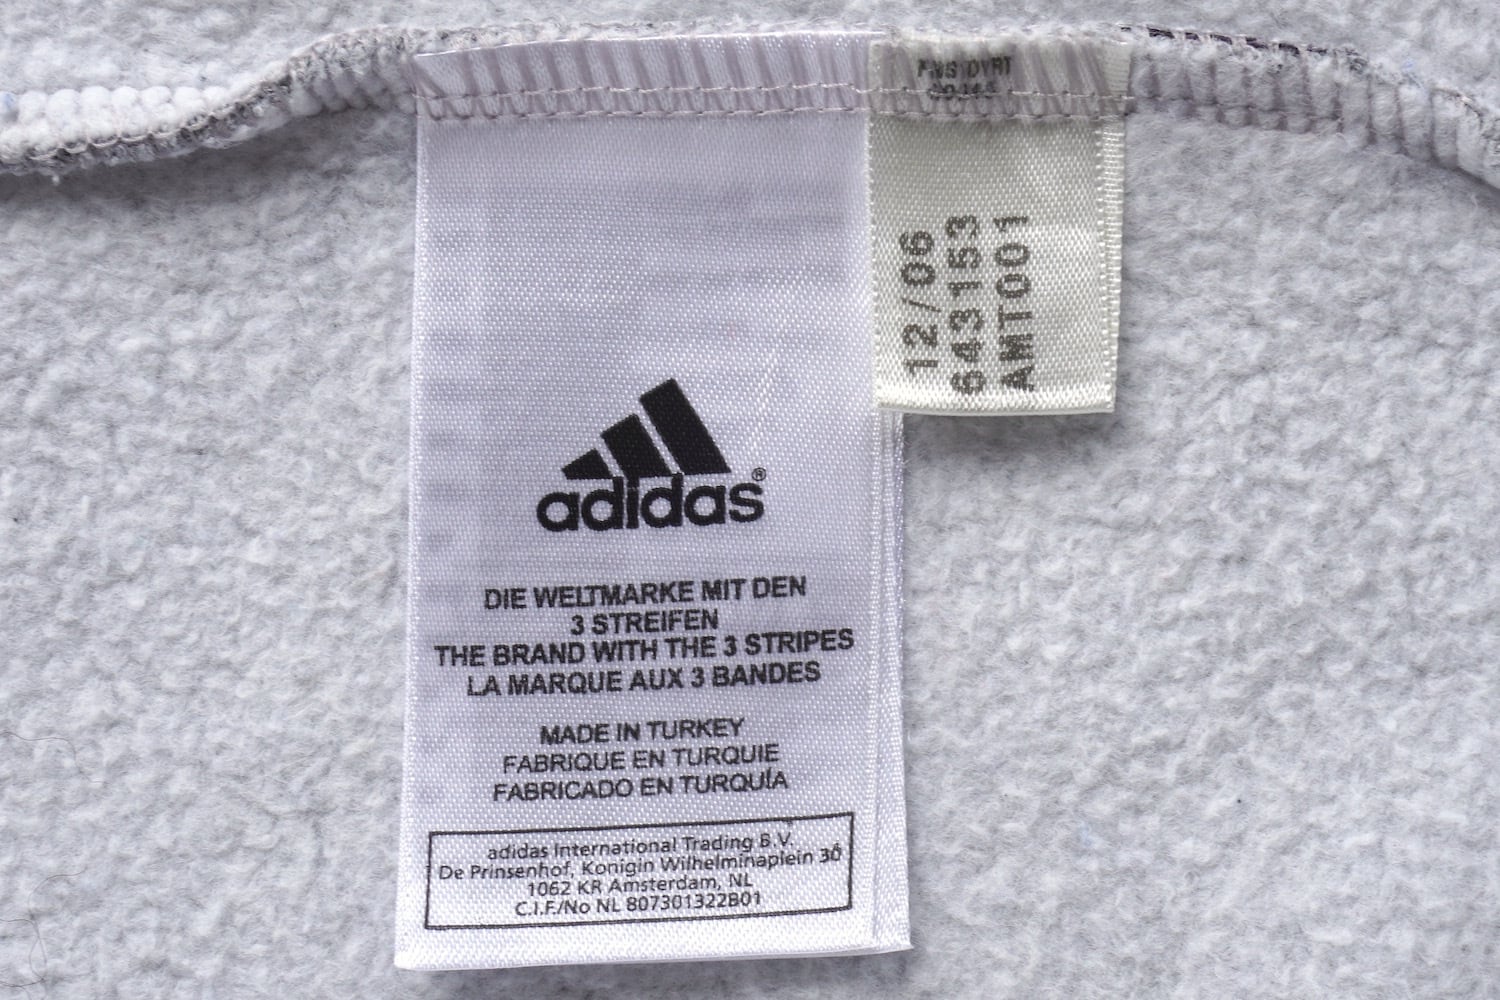 adidas®
DIE WELTMARKE MIT DEN
3 STREIFEN
THE BRAND WITH THE 3 STRIPES
LA MARQUE AUX 3 BANDES
MADE IN TURKEY
FABRIQUE EN TURQUIE
FABRICADO EN TURQUÍA
adidas International Trading B.V.
De Prinsenhof, Konigin Wilhelminaplein 30
1062 KR Amsterdam, NL
C.I.F./No NL 807301322B01
12/06
643153
AMT001